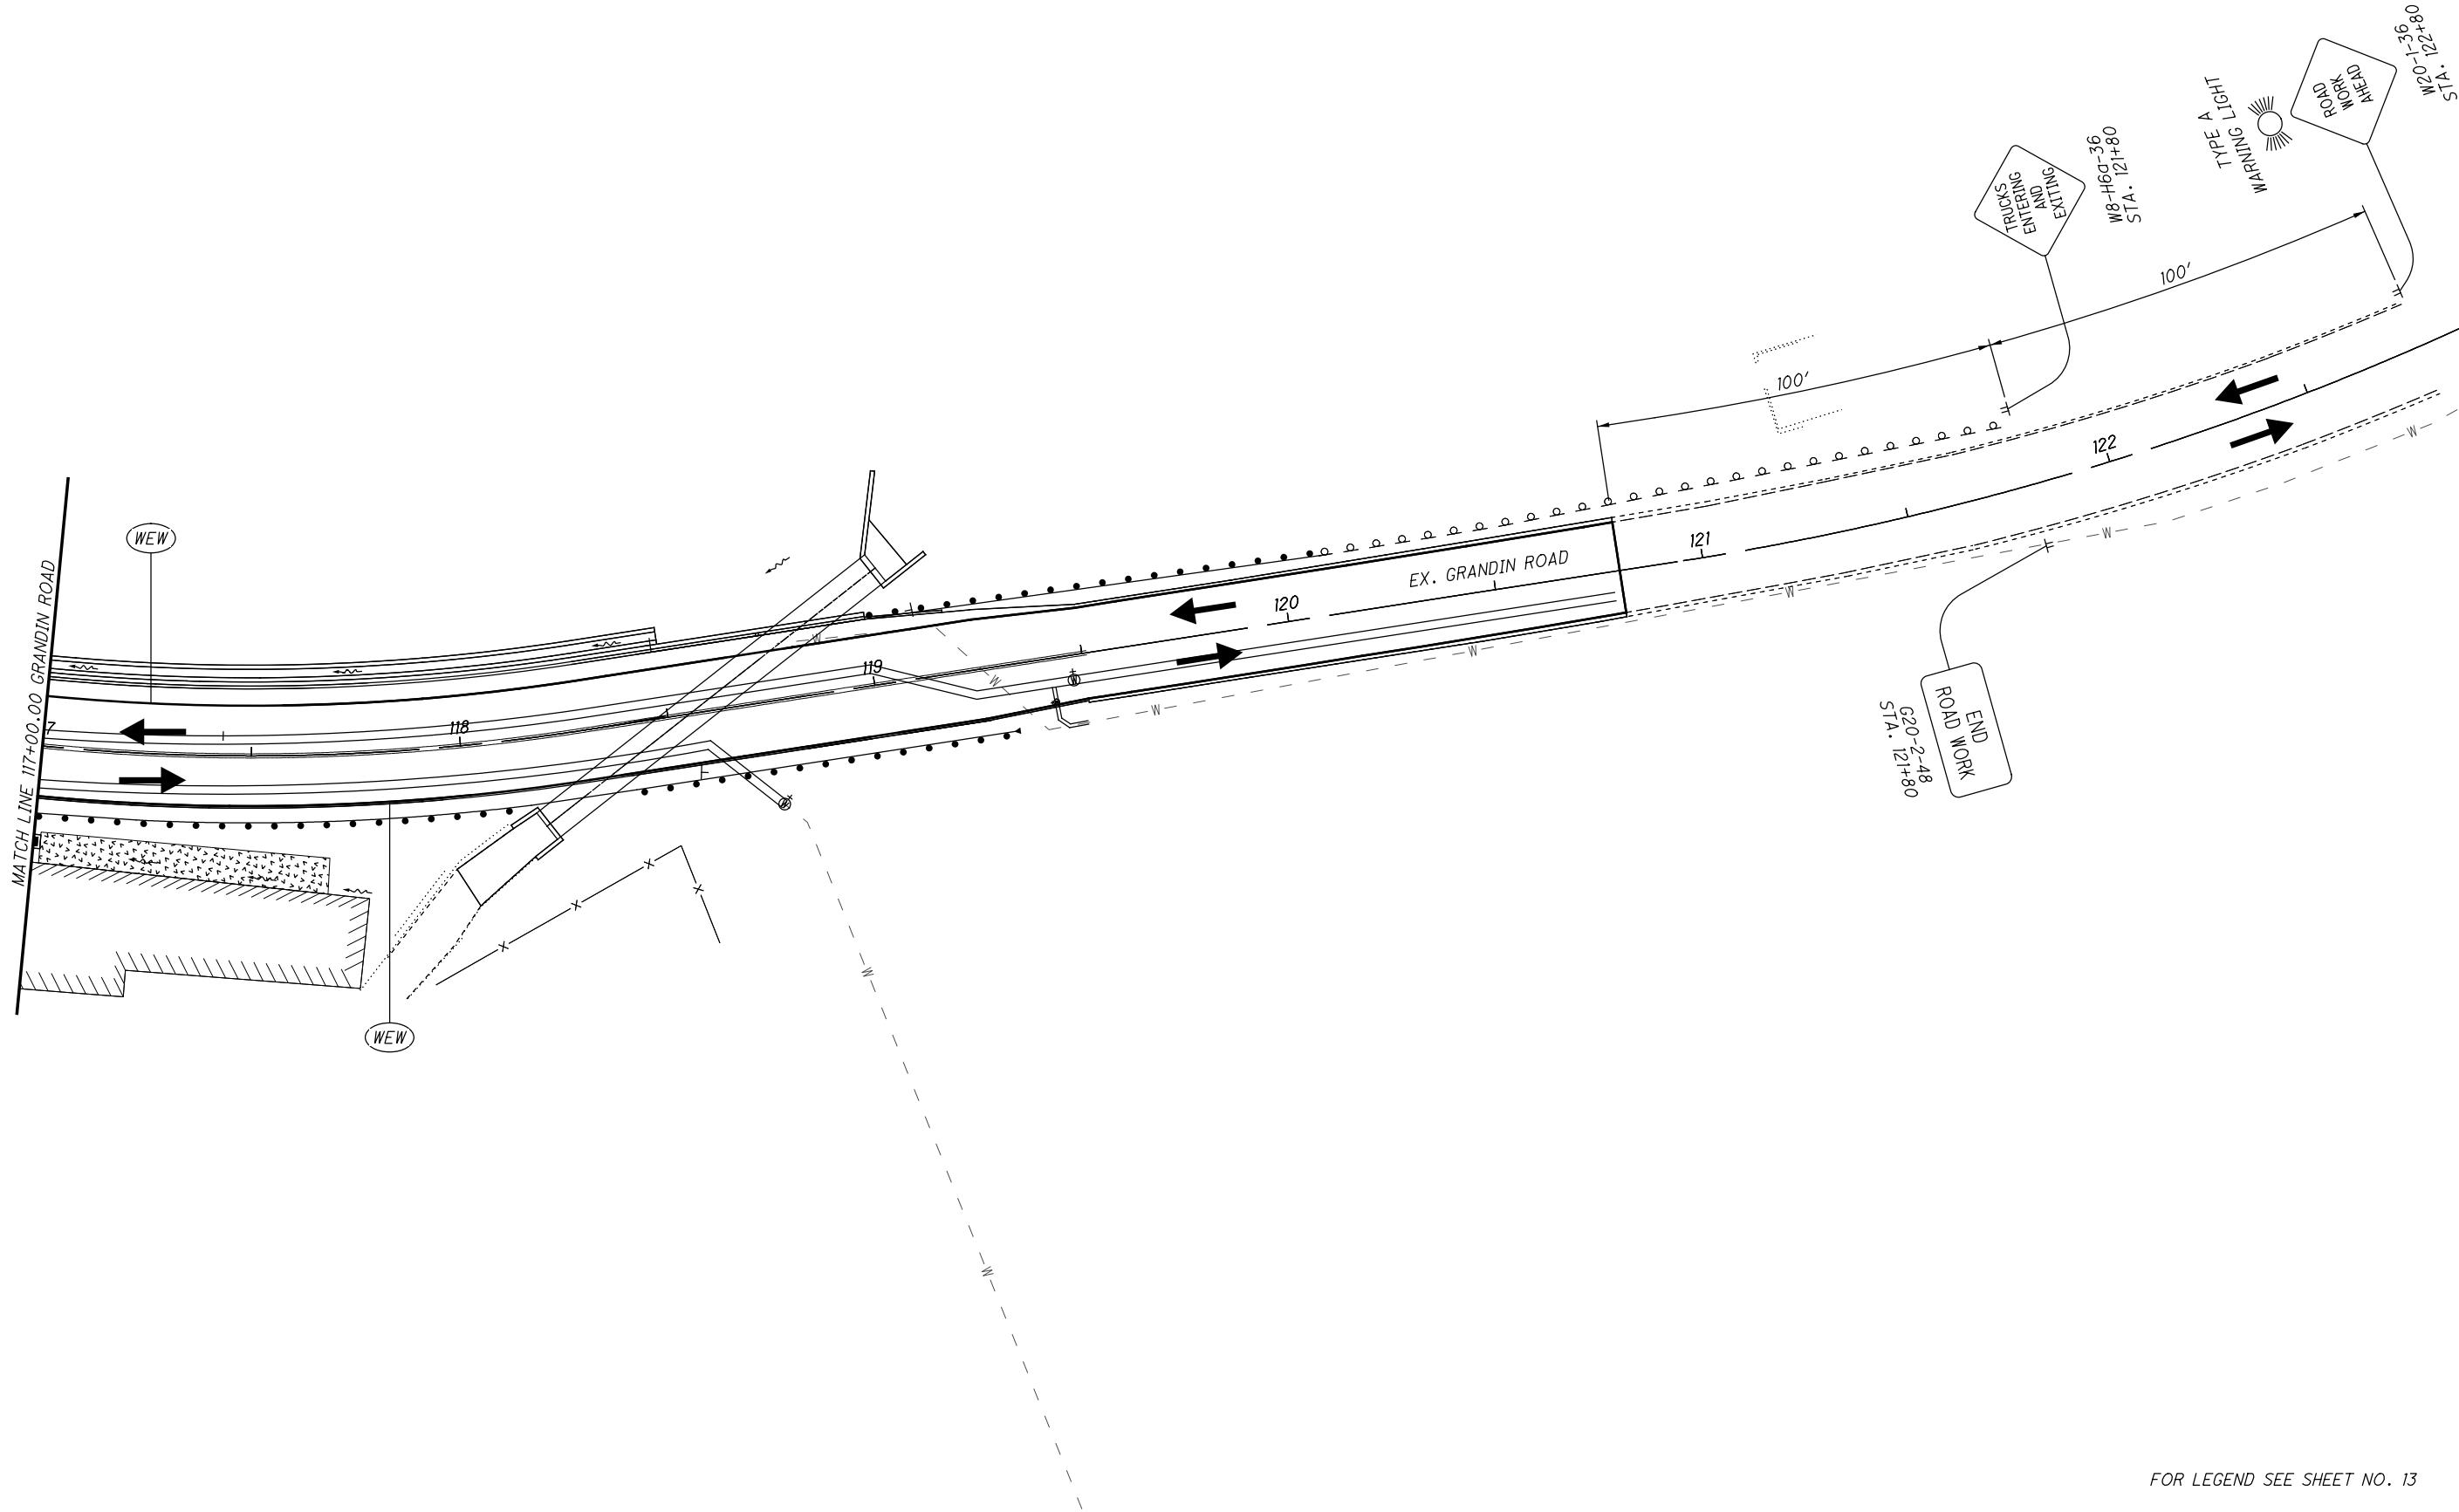 W20-1-36
STA. 122+80
ROAD
WORK
AHEAD
TYPE A
WARNING LIGHT
W8-H6a-36
STA. 121+80
TRUCKS
ENTERING
AND
EXITING
100'
100'
122
121
EX. GRANDIN ROAD
120
119
118
7
WEW
MATCH LINE 117+00.00 GRANDIN ROAD
WEW
W
W
W
W
W
W
W
W
W
W
W
X
X
X
X
END
ROAD WORK
G20-2-48
STA. 121+80
FOR LEGEND SEE SHEET NO. 13